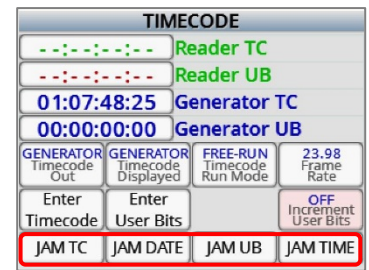 TIMECODE
--:--:--:-- Reader TC
--:--:--:-- Reader UB
01:07:48:25 Generator TC
00:00:00:00 Generator UB
GENERATOR GENERATOR FREE-RUN 23.98
Timecode Timecode Timecode Frame
Out Displayed Run Mode Rate
Enter Enter OFF
Timecode User Bits Increment User Bits
JAM TC JAM DATE JAM UB JAM TIME